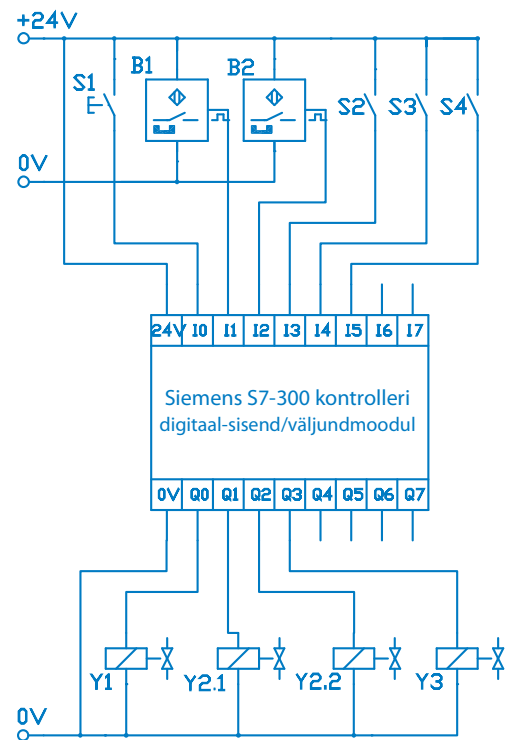 +24V
S1 B1 B2
S2 S3 S4
0V
24V I0 I1 I2 I3 I4 I5 I6 I7
Siemens S7-300 kontrolleri
digitaal-sisend/väljundmoodul
0V Q0 Q1 Q2 Q3 Q4 Q5 Q6 Q7
Y1 Y2.1 Y2.2 Y3
0V